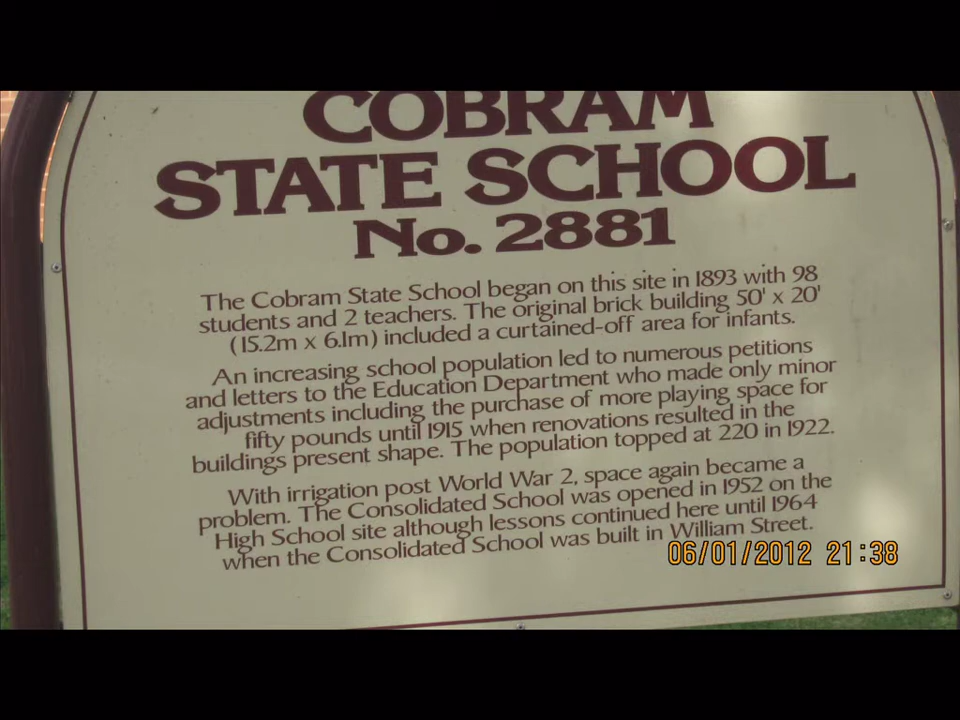 COBRAM
STATE SCHOOL
No. 2881
The Cobram State School began on this site in 1893 with 98
students and 2 teachers. The original brick building 50' x 20'
(15.2m x 6.1m) included a curtained-off area for infants.
An increasing school population led to numerous petitions
and letters to the Education Department who made only minor
adjustments including the purchase of more playing space for
fifty pounds until 1915 when renovations resulted in the
buildings present shape. The population topped at 220 in 1922.
With irrigation post World War 2, space again became a
problem. The Consolidated School was opened in 1952 on the
High School site although lessons continued here until 1964
when the Consolidated School was built in William Street.
06/01/2012 21:38